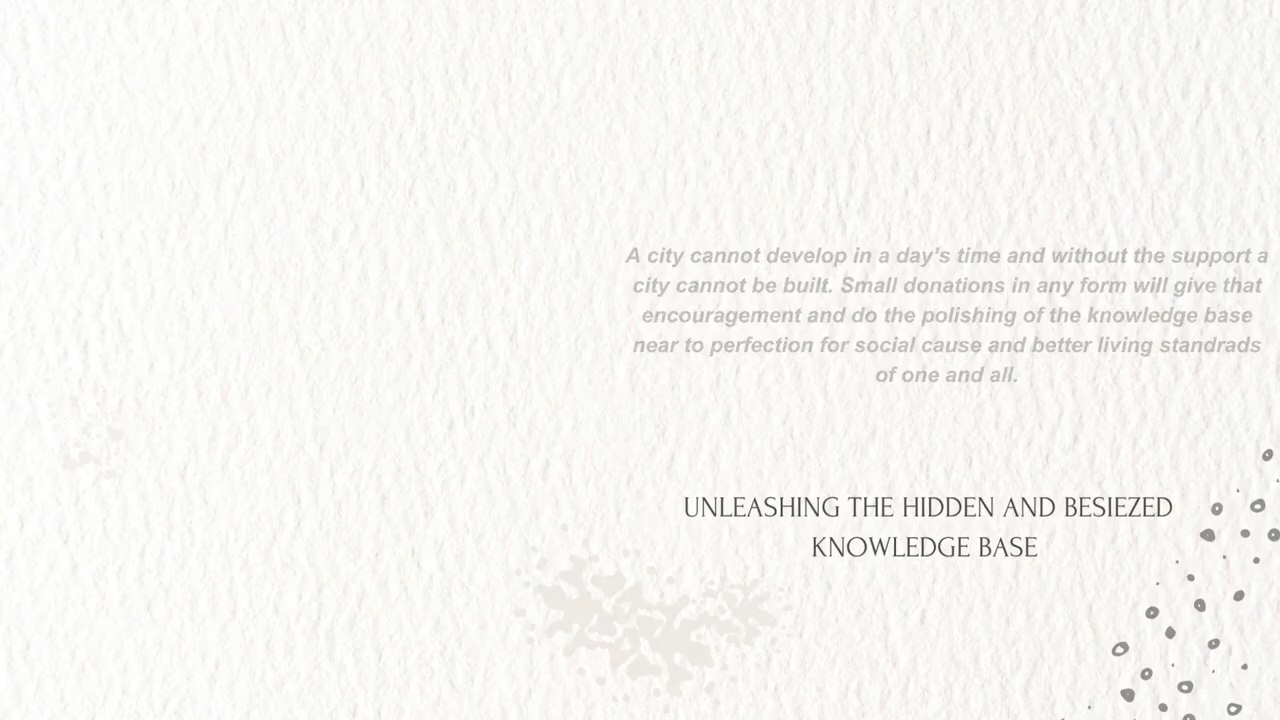 A city cannot develop in a day's time and without the support a
city cannot be built. Small donations in any form will give that
encouragement and do the polishing of the knowledge base
near to perfection for social cause and better living standrads
of one and all.
UNLEASHING THE HIDDEN AND BESIEZED
KNOWLEDGE BASE